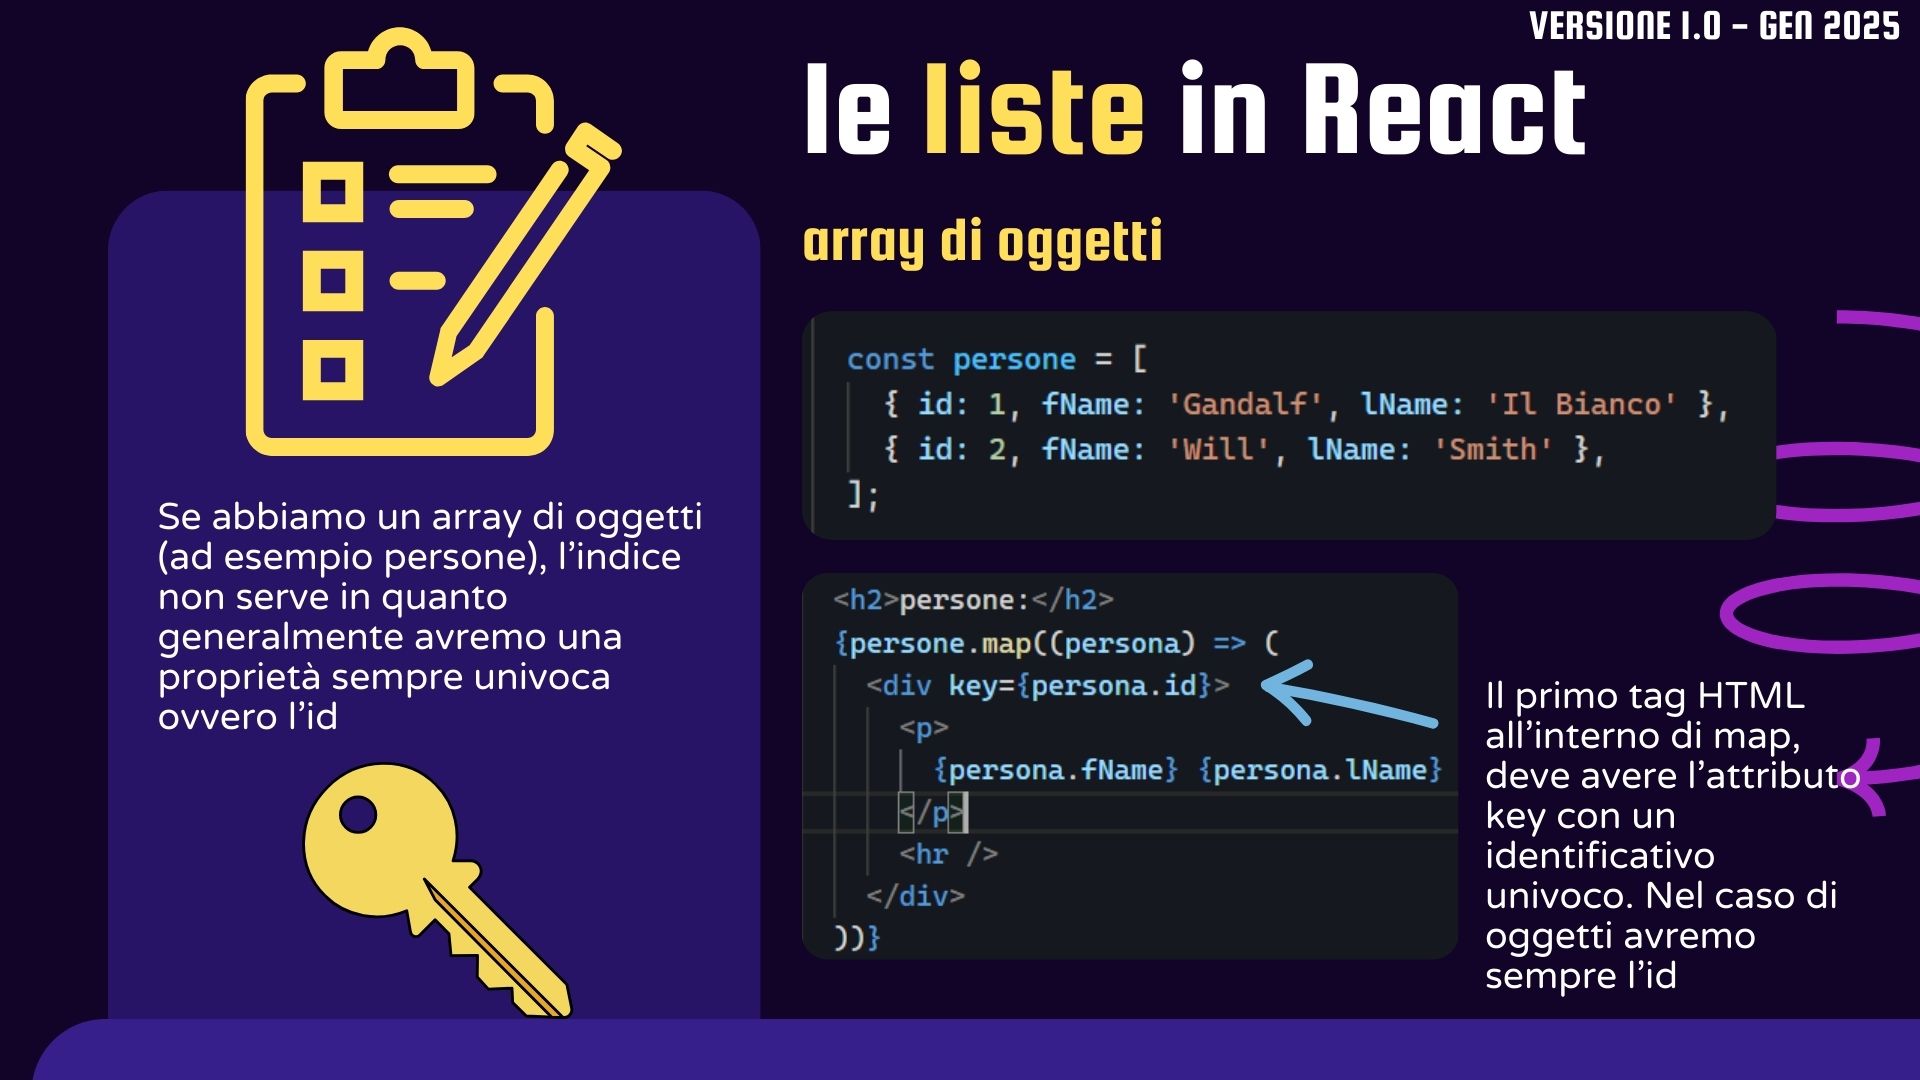 VERSIONE 1.0 - GEN 2025
le liste in React
array di oggetti
const persone = [
{ id: 1, fName: 'Gandalf', lName: 'Il Bianco' },
{ id: 2, fName: 'Will', lName: 'Smith' },
];
Se abbiamo un array di oggetti
(ad esempio persone), l'indice
non serve in quanto
generalmente avremo una
proprietà sempre univoca
ovvero l'id
<h2>persone:</h2>
{persone.map((persona) => (
<div key={persona.id}>
<p>
{persona.fName} {persona.lName}
</p>
<hr />
</div>
))}
Il primo tag HTML
all'interno di map,
deve avere l'attributo
key con un
identificativo
univoco. Nel caso di
oggetti avremo
sempre l'id